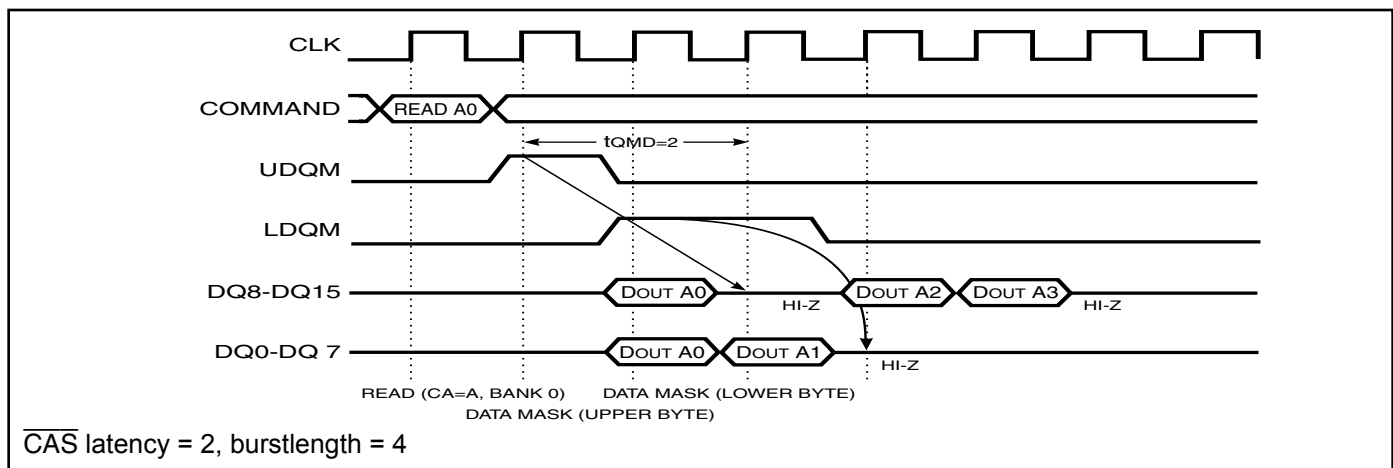 CLK
COMMAND READ A0
tQMD=2
UDQM
LDQM
DQ8-DQ15 DOUT A0 HI-Z DOUT A2 DOUT A3 HI-Z
DQ0-DQ 7 DOUT A0 DOUT A1 HI-Z
READ (CA=A, BANK 0) DATA MASK (LOWER BYTE)
DATA MASK (UPPER BYTE)
C̅A̅S̅ latency = 2, burstlength = 4